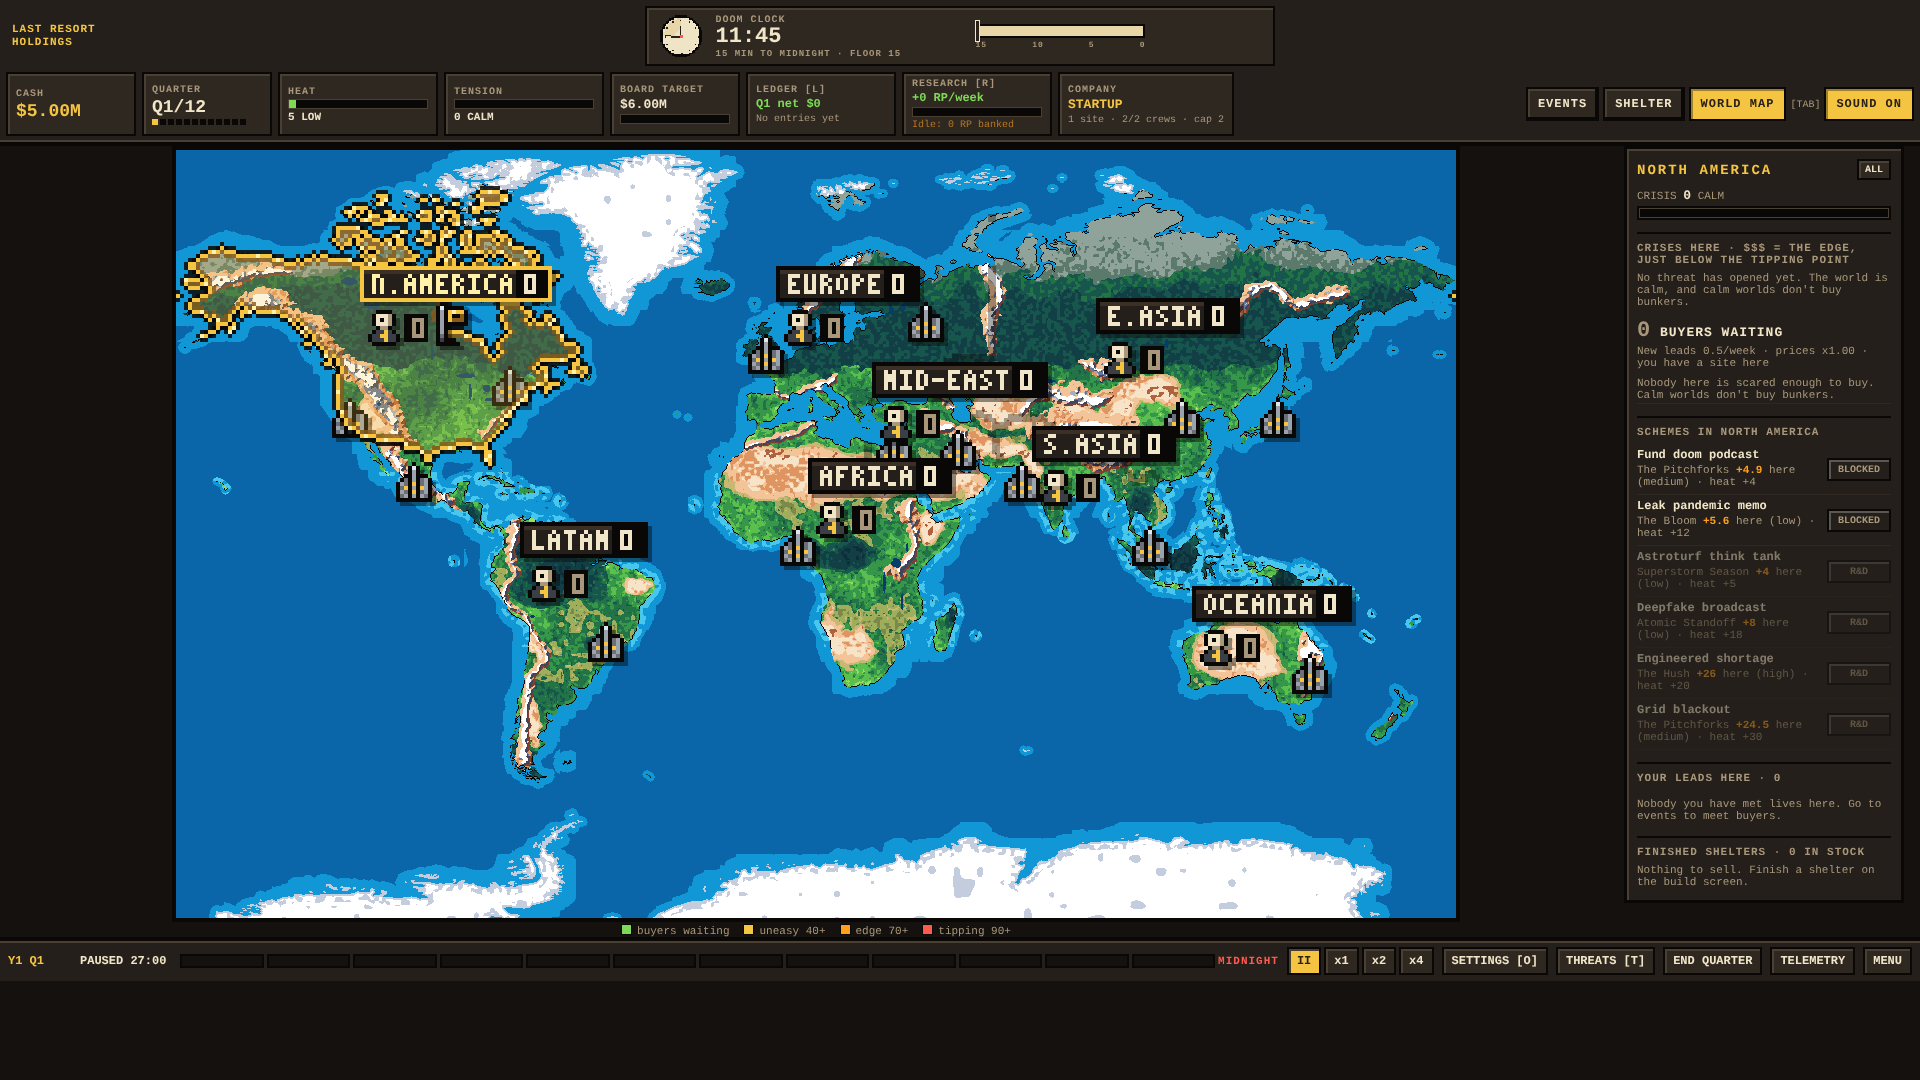 LAST RESORT
HOLDINGS
DOOM CLOCK
11:45
15 MIN TO MIDNIGHT · FLOOR 15
15 10 5 0
CASH
$5.00M
QUARTER
Q1/12
HEAT
5 LOW
TENSION
0 CALM
BOARD TARGET
$6.00M
LEDGER [L]
Q1 net $0
No entries yet
RESEARCH [R]
+0 RP/week
Idle: 0 RP banked
COMPANY
STARTUP
1 site · 2/2 crews · cap 2
EVENTS
SHELTER
WORLD MAP
[TAB]
SOUND ON
N.AMERICA 0
0
EUROPE 0
0
E.ASIA 0
0
MID-EAST 0
0
S.ASIA 0
0
AFRICA 0
0
LATAM 0
0
OCEANIA 0
0
NORTH AMERICA
ALL
CRISIS 0 CALM
CRISES HERE · $$$ = THE EDGE,
JUST BELOW THE TIPPING POINT
No threat has opened yet. The world is
calm, and calm worlds don't buy
bunkers.
0 BUYERS WAITING
New leads 0.5/week · prices x1.00 ·
you have a site here
Nobody here is scared enough to buy.
Calm worlds don't buy bunkers.
SCHEMES IN NORTH AMERICA
Fund doom podcast
The Pitchforks +4.9 here
(medium) · heat +4
BLOCKED
Leak pandemic memo
The Bloom +5.6 here (low) ·
heat +12
BLOCKED
Astroturf think tank
Superstorm Season +4 here
(low) · heat +5
R&D
Deepfake broadcast
Atomic Standoff +8 here
(low) · heat +18
R&D
Engineered shortage
The Hush +26 here (high) ·
heat +20
R&D
Grid blackout
The Pitchforks +24.5 here
(medium) · heat +30
R&D
YOUR LEADS HERE · 0
Nobody you have met lives here. Go to
events to meet buyers.
FINISHED SHELTERS · 0 IN STOCK
Nothing to sell. Finish a shelter on
the build screen.
buyers waiting
uneasy 40+
edge 70+
tipping 90+
Y1 Q1
PAUSED 27:00
MIDNIGHT
II
x1
x2
x4
SETTINGS [O]
THREATS [T]
END QUARTER
TELEMETRY
MENU